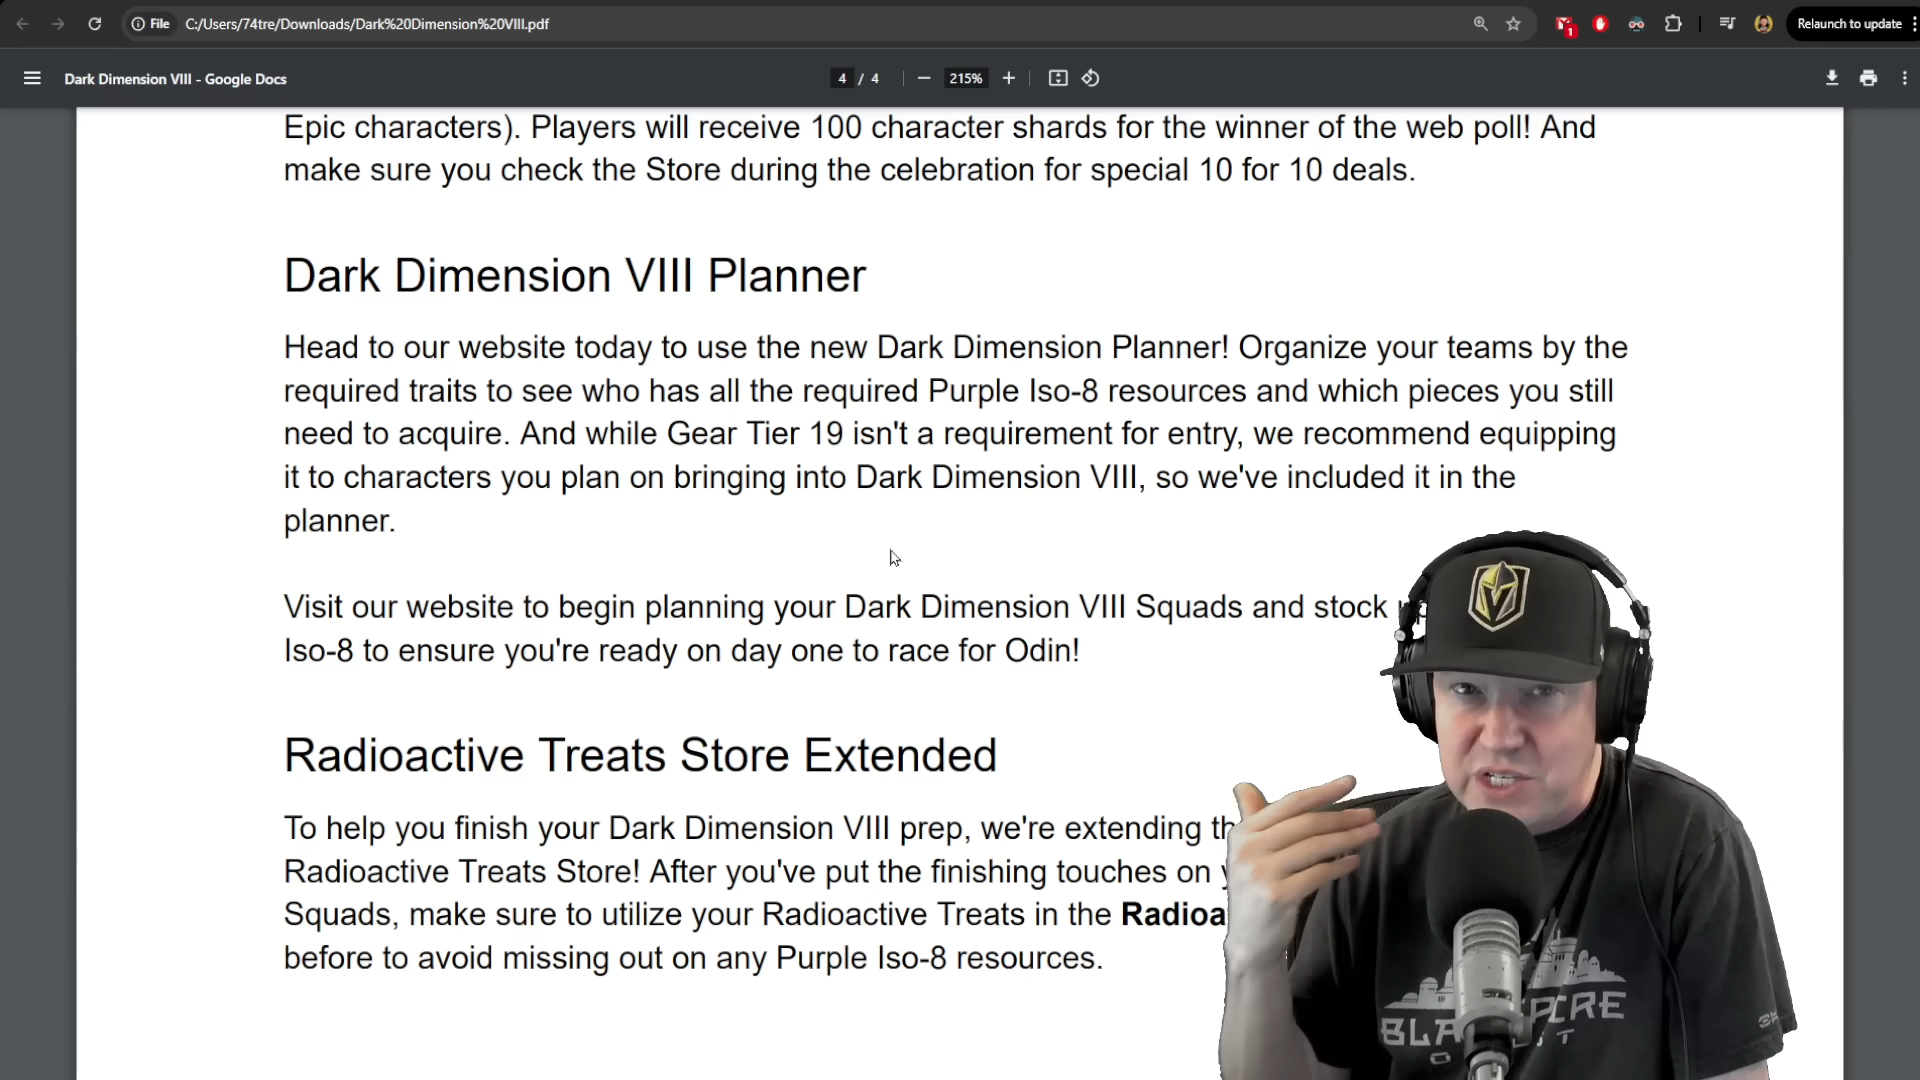 File C:/Users/74tre/Downloads/Dark%20Dimension%20VIII.pdf
1
Relaunch to update
Dark Dimension VIII - Google Docs
4 / 4
215%
Epic characters). Players will receive 100 character shards for the winner of the web poll! And
make sure you check the Store during the celebration for special 10 for 10 deals.
Dark Dimension VIII Planner
Head to our website today to use the new Dark Dimension Planner! Organize your teams by the
required traits to see who has all the required Purple Iso-8 resources and which pieces you still
need to acquire. And while Gear Tier 19 isn't a requirement for entry, we recommend equipping
it to characters you plan on bringing into Dark Dimension VIII, so we've included it in the
planner.
Visit our website to begin planning your Dark Dimension VIII Squads and stock
Iso-8 to ensure you're ready on day one to race for Odin!
Radioactive Treats Store Extended
To help you finish your Dark Dimension VIII prep, we're extending
Radioactive Treats Store! After you've put the finishing touches on
Squads, make sure to utilize your Radioactive Treats in the
before to avoid missing out on any Purple Iso-8 resources.